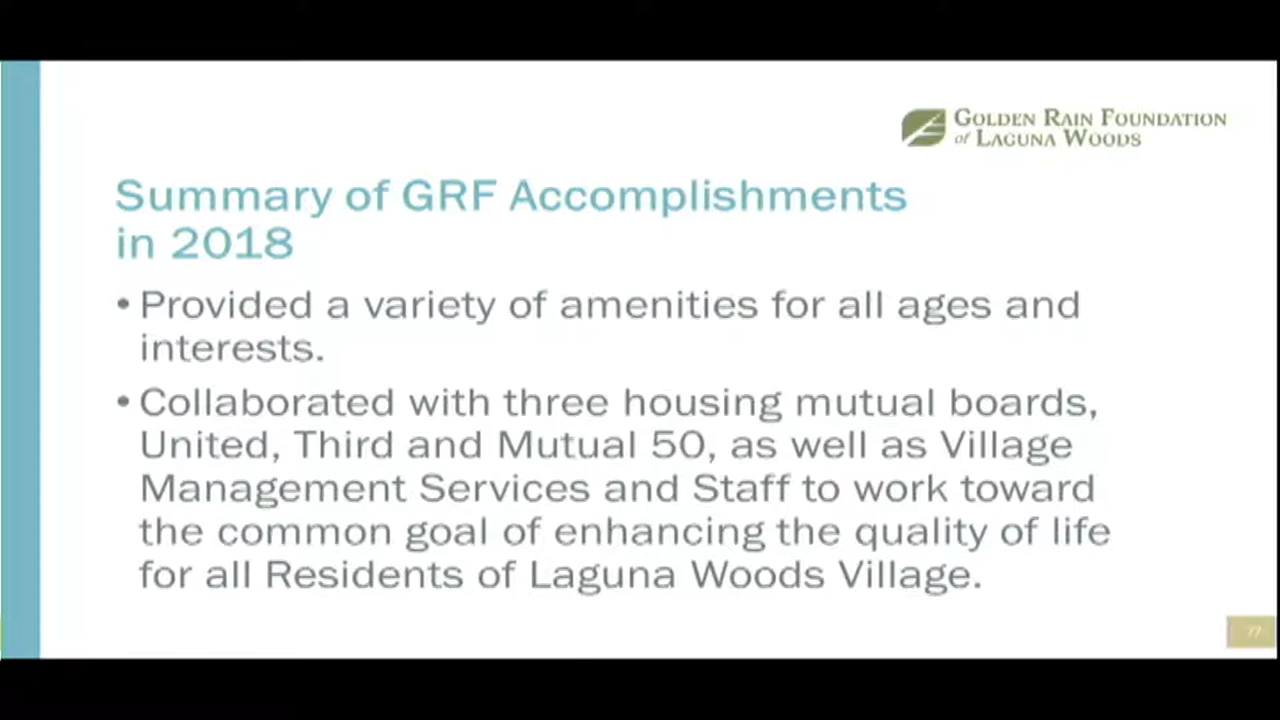 GOLDEN RAIN FOUNDATION
of LAGUNA WOODS
Summary of GRF Accomplishments
in 2018
• Provided a variety of amenities for all ages and
interests.
• Collaborated with three housing mutual boards,
United, Third and Mutual 50, as well as Village
Management Services and Staff to work toward
the common goal of enhancing the quality of life
for all Residents of Laguna Woods Village.
77